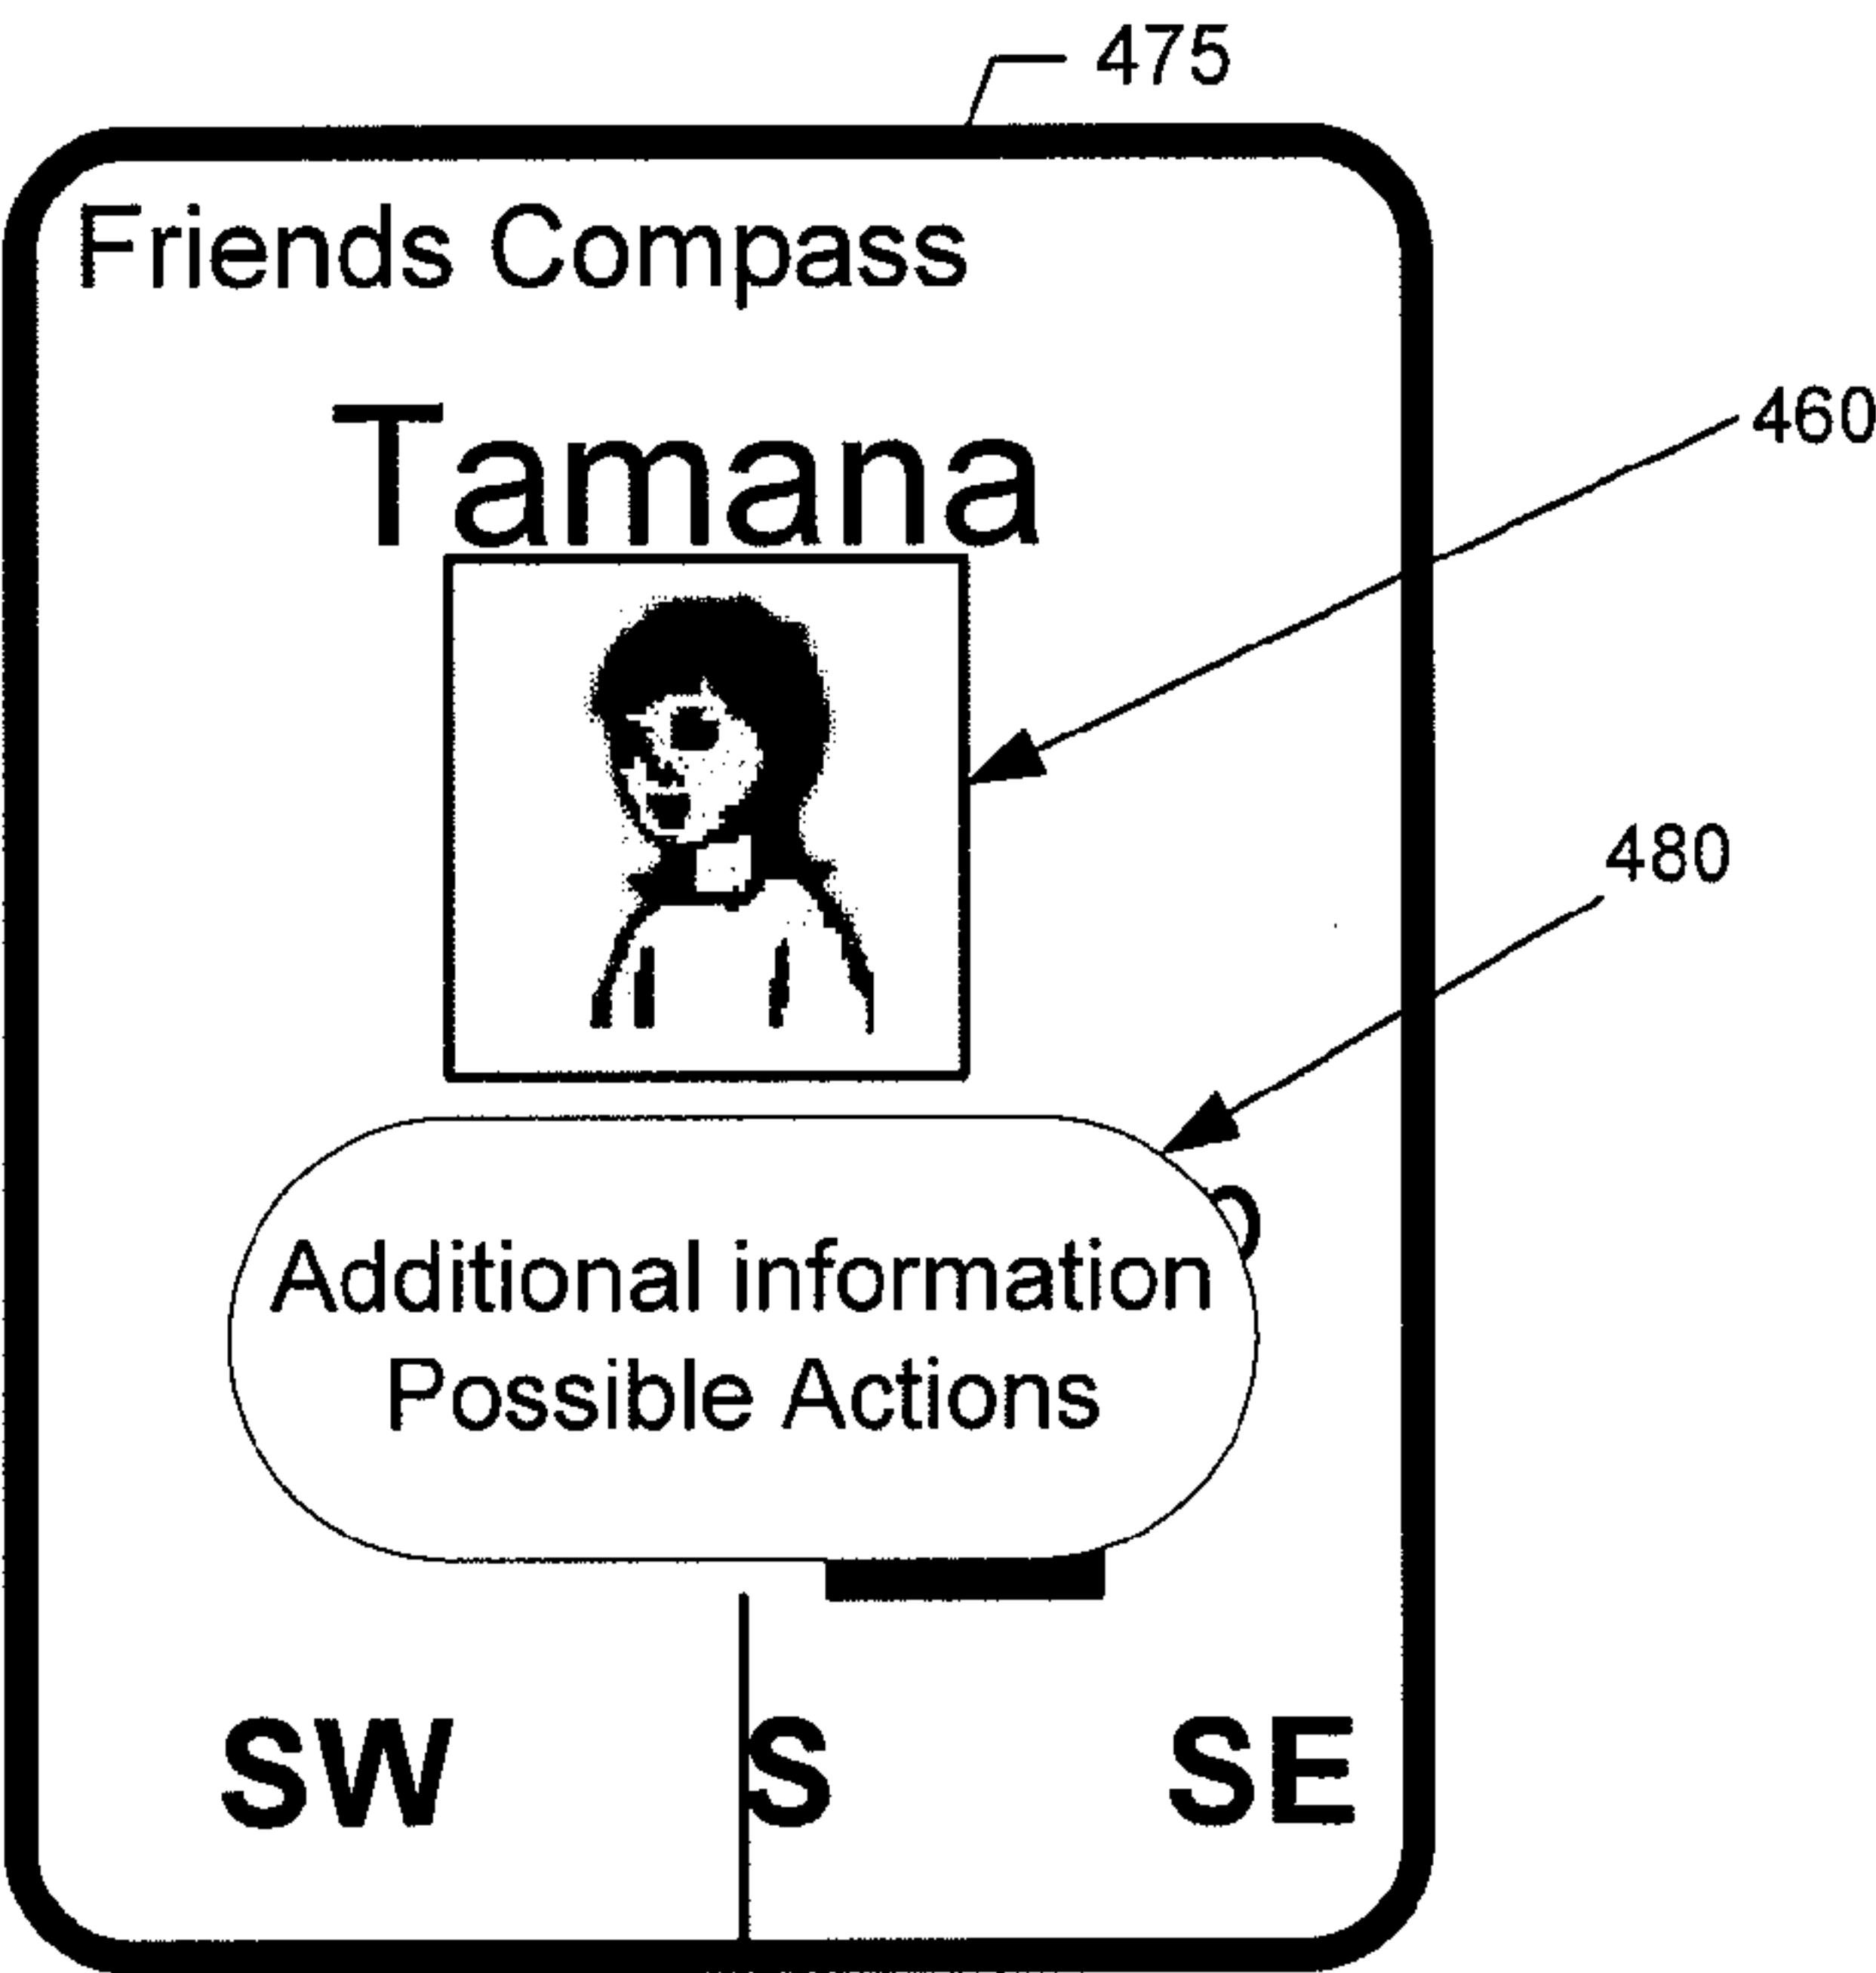 475
Friends Compass
460
Tamana
480
Additional information
Possible Actions
SW S SE